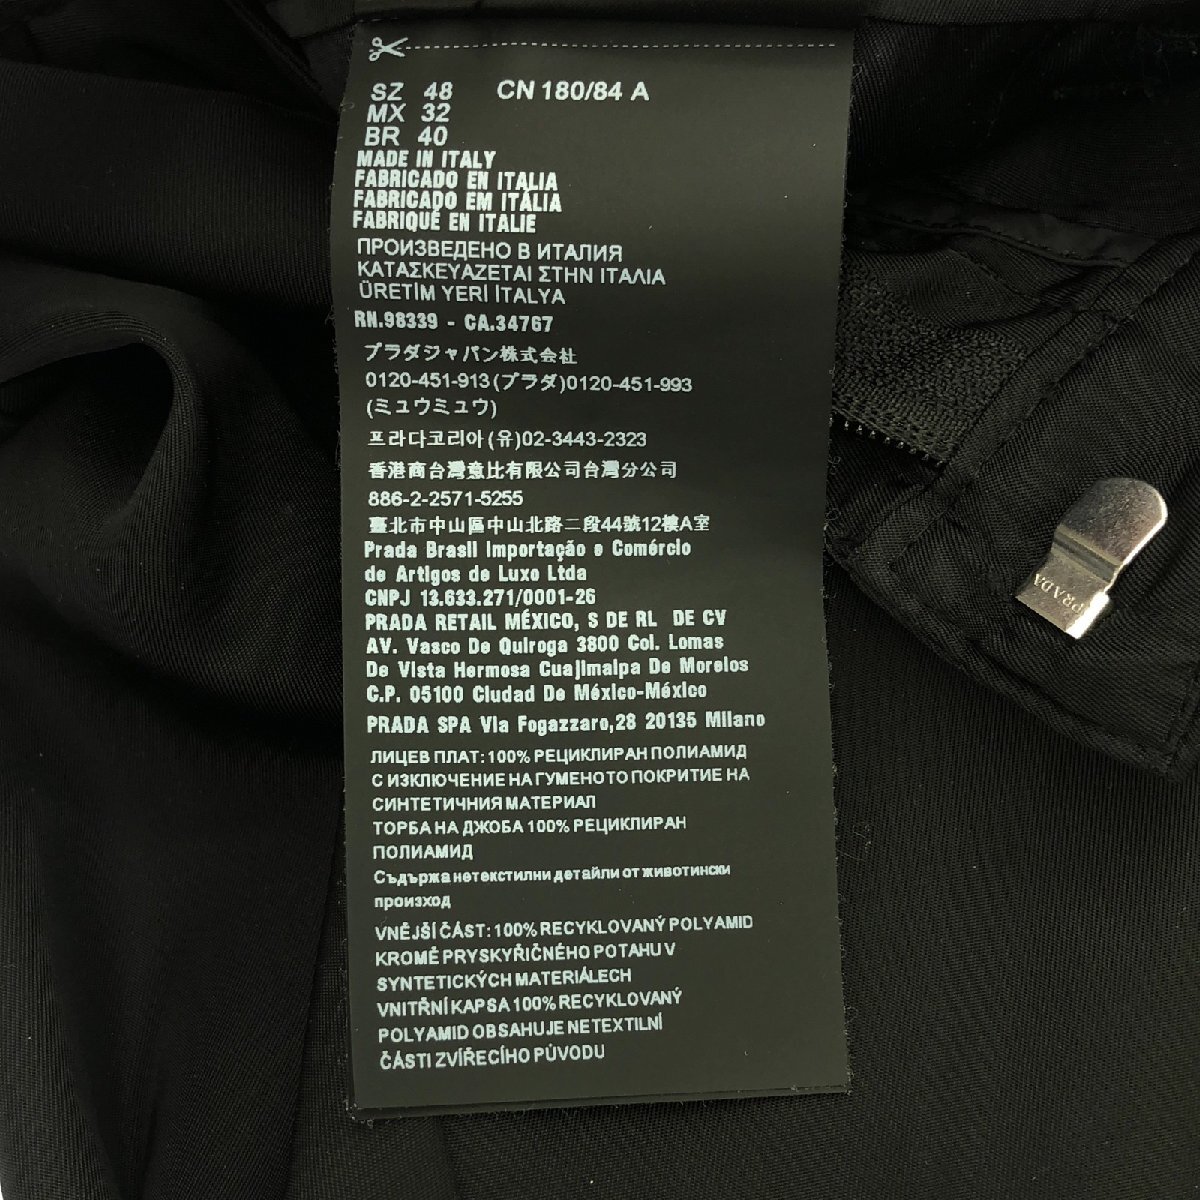 SZ 48 CN 180/84 A
MX 32
BR 40
MADE IN ITALY
FABRICADO EN ITALIA
FABRICADO EM ITÁLIA
FABRIQUÉ EN ITALIE
ПРОИЗВЕДЕНО В ИТАЛИЯ
ΚΑΤΑΣΚΕΥΑΖΕΤΑΙ ΣΤΗΝ ΙΤΑΛΙΑ
ÜRETİM YERİ İTALYA
RN.98339 - CA.34767
プラダジャパン株式会社
0120-451-913(プラダ)0120-451-993
(ミュウミュウ)
프라다코리아(유)02-3443-2323
香港商台灣意比有限公司台灣分公司
886-2-2571-5255
臺北市中山區中山北路二段44號12樓A室
Prada Brasil Importação e Comércio
de Artigos de Luxo Ltda
CNPJ 13.633.271/0001-26
PRADA RETAIL MÉXICO, S DE RL DE CV
AV. Vasco De Quiroga 3800 Col. Lomas
De Vista Hermosa Cuajimalpa De Morelos
C.P. 05100 Ciudad De México-México
PRADA SPA Via Fogazzaro,28 20135 Milano
ЛИЦЕВ ПЛАТ: 100% РЕЦИКЛИРАН ПОЛИАМИД
С ИЗКЛЮЧЕНИЕ НА ГУМЕНОТО ПОКРИТИЕ НА
СИНТЕТИЧНИЯ МАТЕРИАЛ
ТОРБА НА ДЖОБА 100% РЕЦИКЛИРАН
ПОЛИАМИД
Съдържа нетекстилни детайли от животински
произход
VNĚJŠÍ ČÁST: 100% RECYKLOVANÝ POLYAMID
KROMĚ PRYSKYŘIČNÉHO POTAHU V
SYNTETICKÝCH MATERIÁLECH
VNITŘNÍ KAPSA 100% RECYKLOVANÝ
POLYAMID OBSAHUJE NETEXTILNÍ
ČÁSTI ZVÍŘECÍHO PŮVODU
PRADA